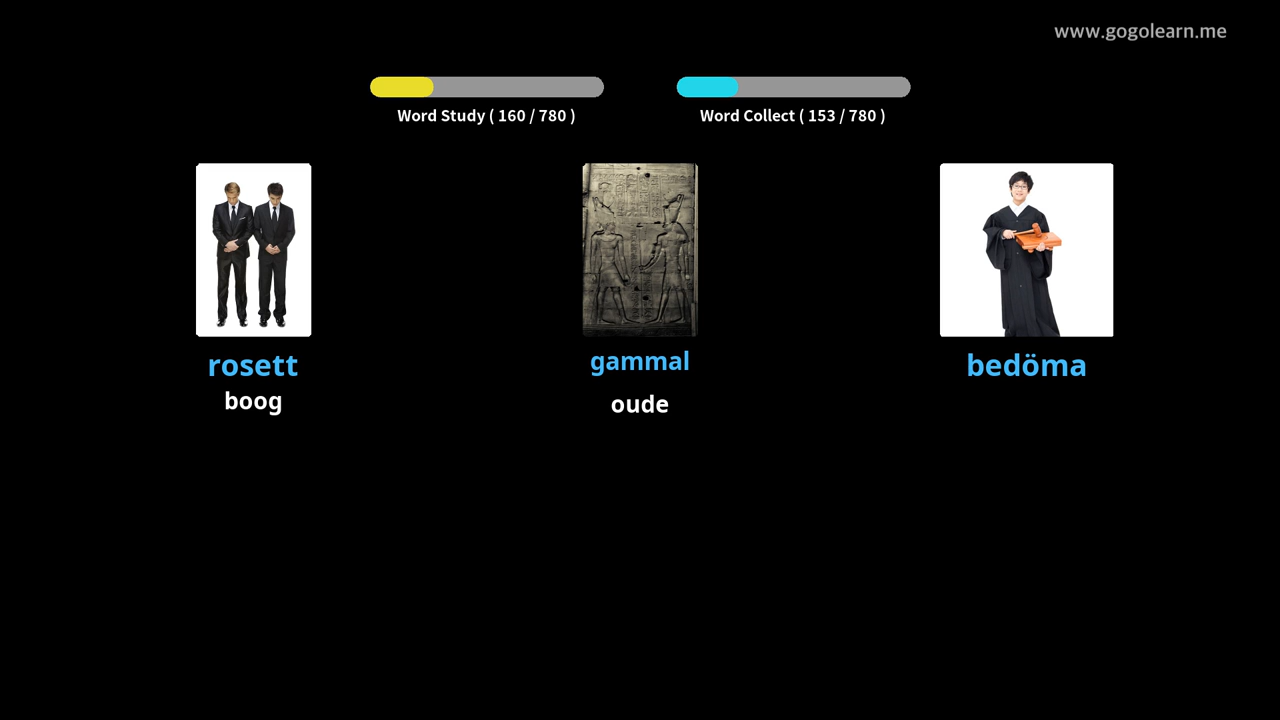 www.gogolearn.me
Word Study ( 160 / 780 )
Word Collect ( 153 / 780 )
rosett
boog
gammal
oude
bedöma